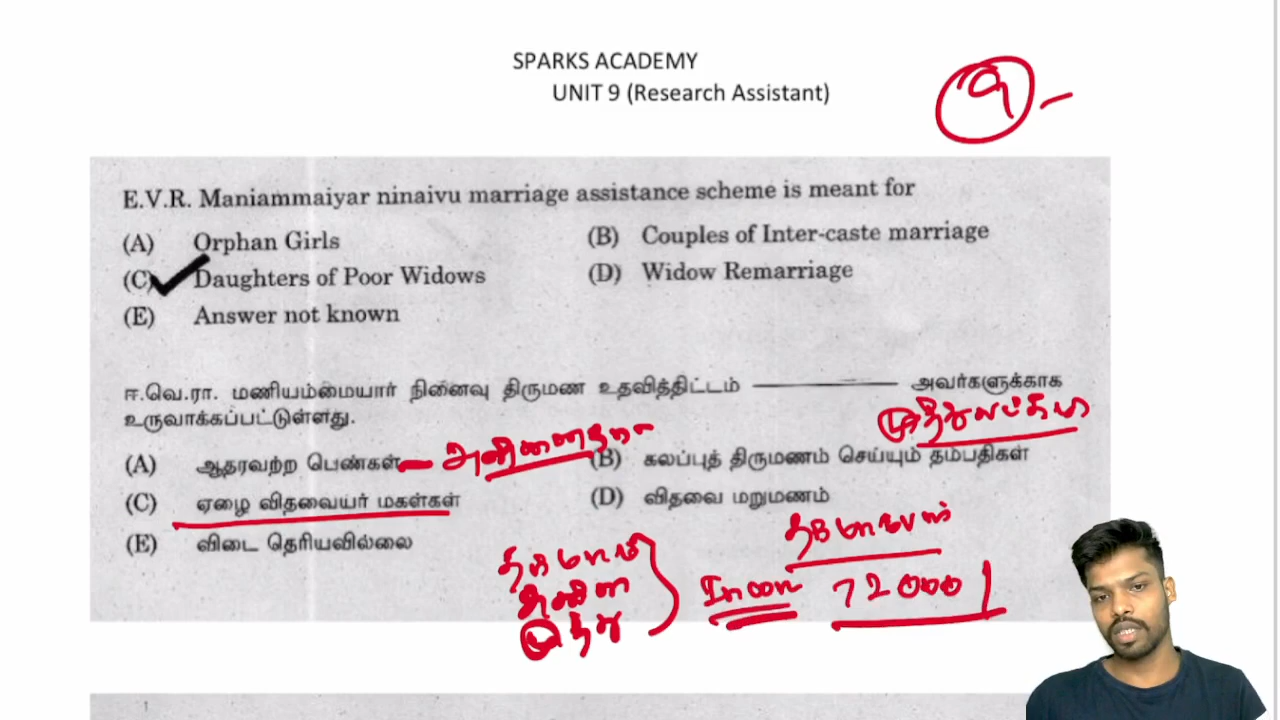 SPARKS ACADEMY
UNIT 9 (Research Assistant)
E.V.R. Maniammaiyar ninaivu marriage assistance scheme is meant for
(A) Orphan Girls (B) Couples of Inter-caste marriage
(C) Daughters of Poor Widows (D) Widow Remarriage
(E) Answer not known
ஈ.வெ.ரா. மணியம்மையார் நினைவு திருமண உதவித்திட்டம் ———— அவர்களுக்காக
உருவாக்கப்பட்டுள்ளது.
(A) ஆதரவற்ற பெண்கள் (B) கலப்புத் திருமணம் செய்யும் தம்பதிகள்
(C) ஏழை விதவையர் மகள்கள் (D) விதவை மறுமணம்
(E) விடை தெரியவில்லை
72000